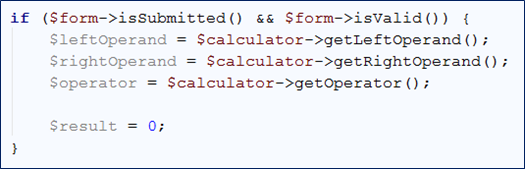 if ($form->isSubmitted() && $form->isValid()) {
    $leftOperand = $calculator->getLeftOperand();
    $rightOperand = $calculator->getRightOperand();
    $operator = $calculator->getOperator();

    $result = 0;
}